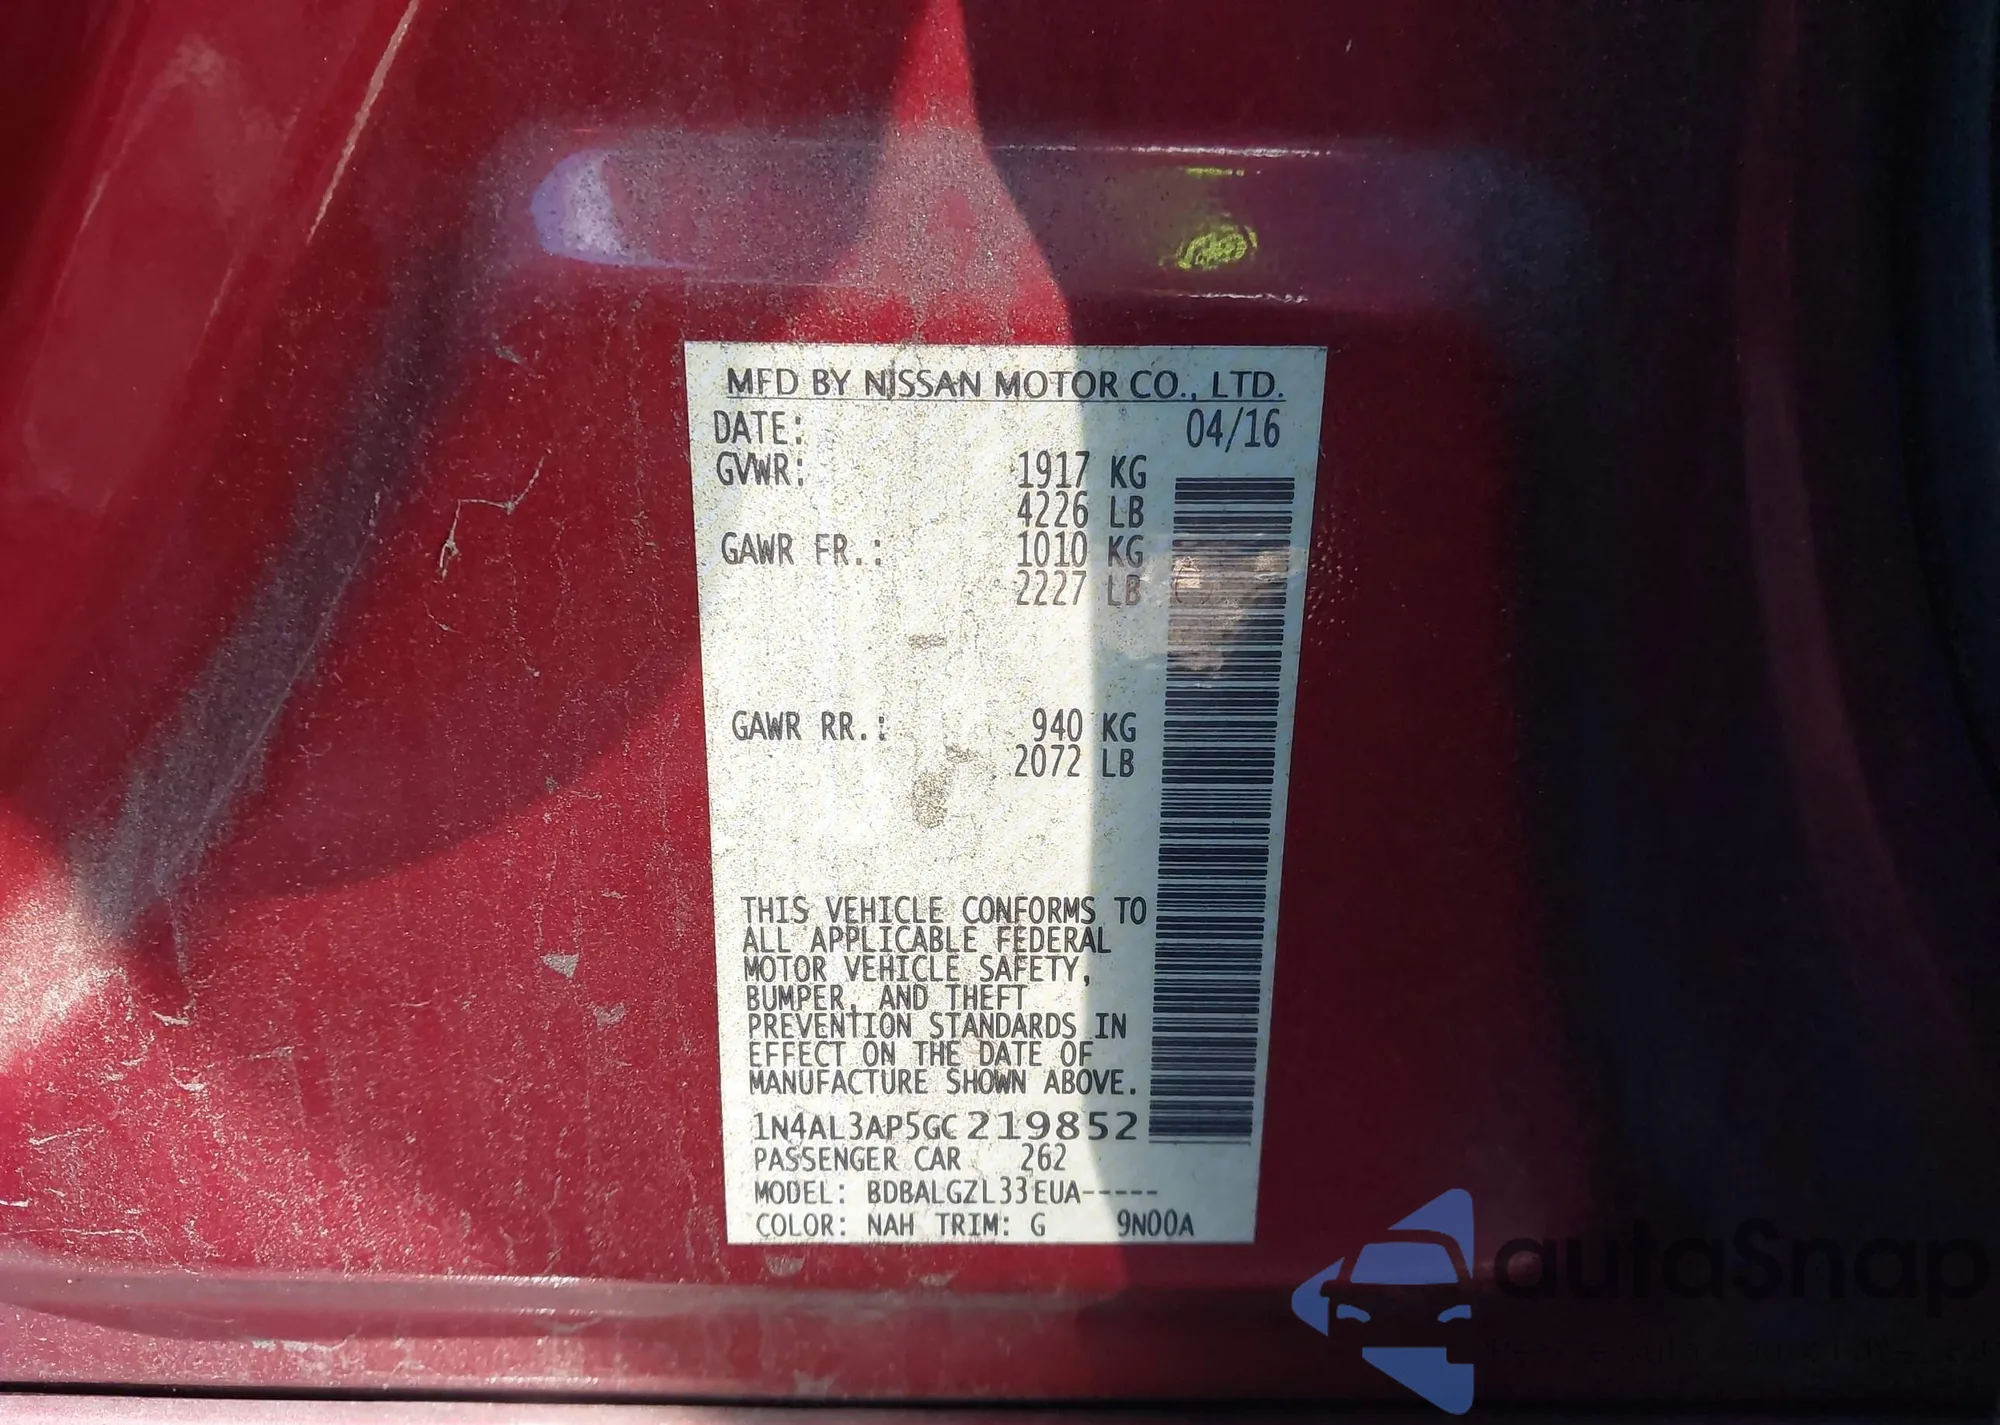 MFD BY NISSAN MOTOR CO., LTD.
DATE: 04/16
GVWR: 1917 KG
4226 LB
GAWR FR.: 1010 KG
2227 LB
GAWR RR.: 940 KG
2072 LB
THIS VEHICLE CONFORMS TO
ALL APPLICABLE FEDERAL
MOTOR VEHICLE SAFETY,
BUMPER, AND THEFT
PREVENTION STANDARDS IN
EFFECT ON THE DATE OF
MANUFACTURE SHOWN ABOVE.
1N4AL3AP5GC219852
PASSENGER CAR 262
MODEL: BDBALGZL33EUA-----
COLOR: NAH TRIM: G 9N00A
autaSnap